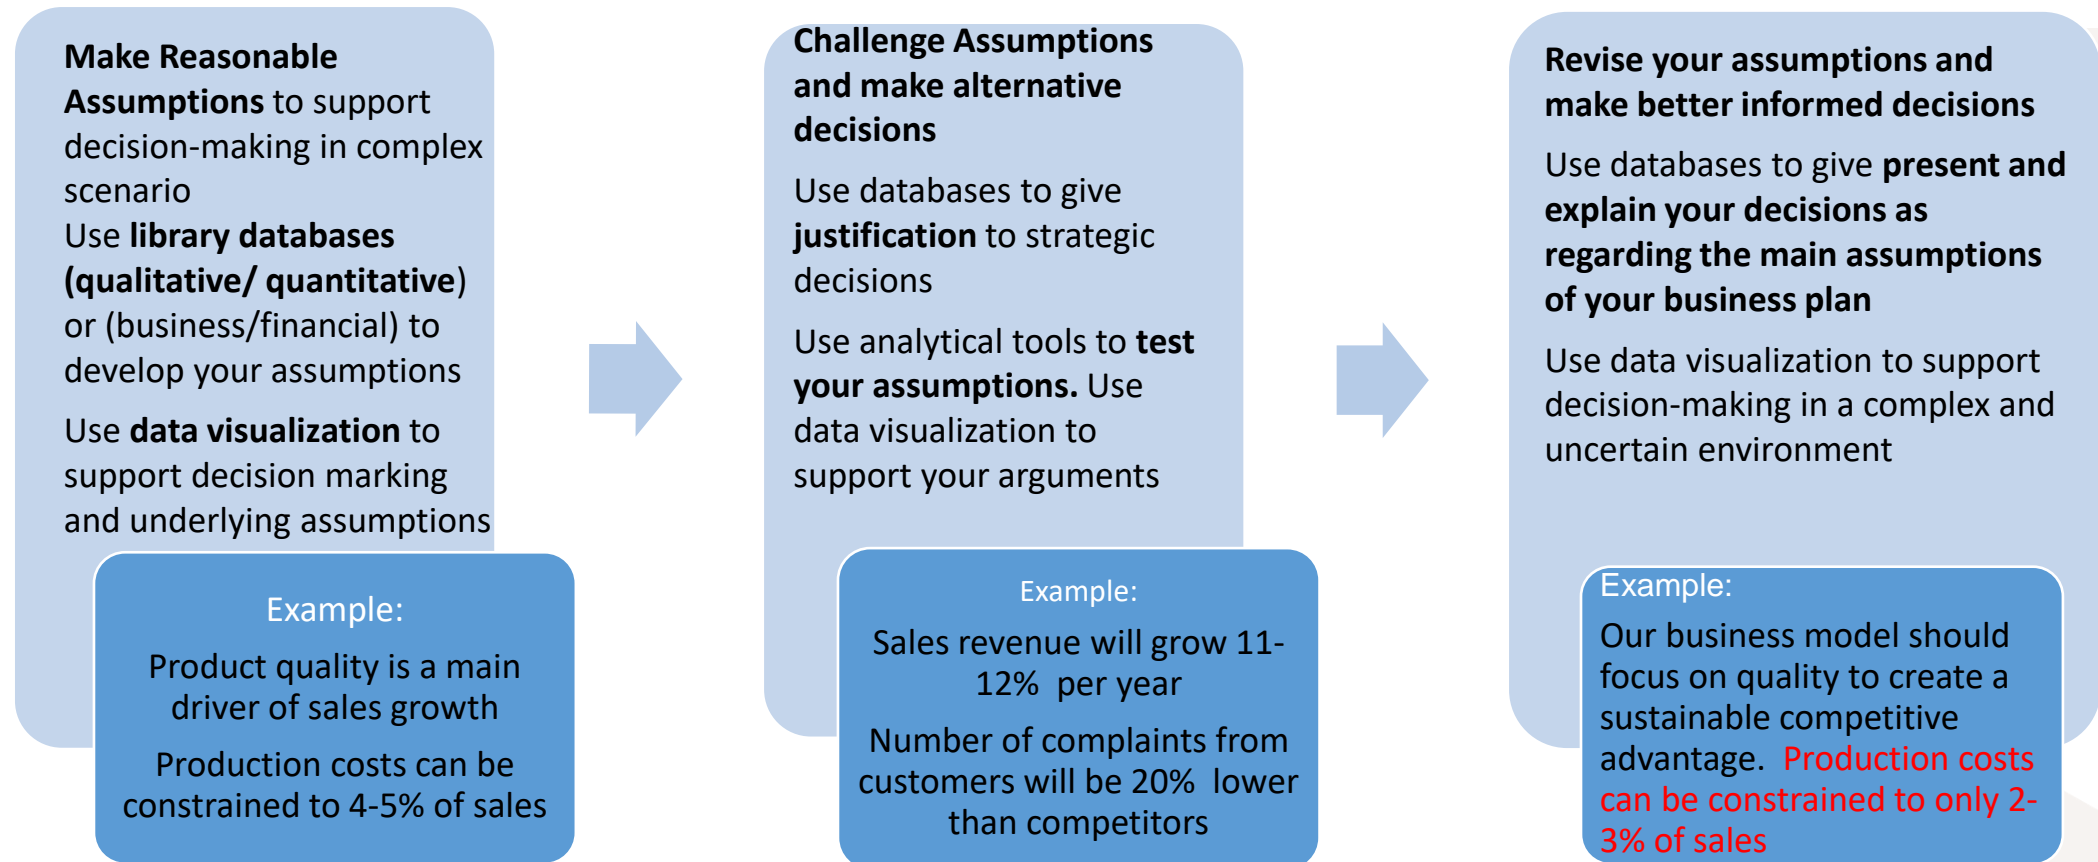 Make Reasonable
Assumptions to support
decision-making in complex
scenario
Use library databases
(qualitative/ quantitative)
or (business/financial) to
develop your assumptions
Use data visualization to
support decision marking
and underlying assumptions
Example:
Product quality is a main
driver of sales growth
Production costs can be
constrained to 4-5% of sales
Challenge Assumptions
and make alternative
decisions
Use databases to give
justification to strategic
decisions
Use analytical tools to test
your assumptions. Use
data visualization to
support your arguments
Example:
Sales revenue will grow 11-
12% per year
Number of complaints from
customers will be 20% lower
than competitors
Revise your assumptions and
make better informed decisions
Use databases to give present and
explain your decisions as
regarding the main assumptions
of your business plan
Use data visualization to support
decision-making in a complex and
uncertain environment
Example:
Our business model should
focus on quality to create a
sustainable competitive
advantage. Production costs
can be constrained to only 2-
3% of sales